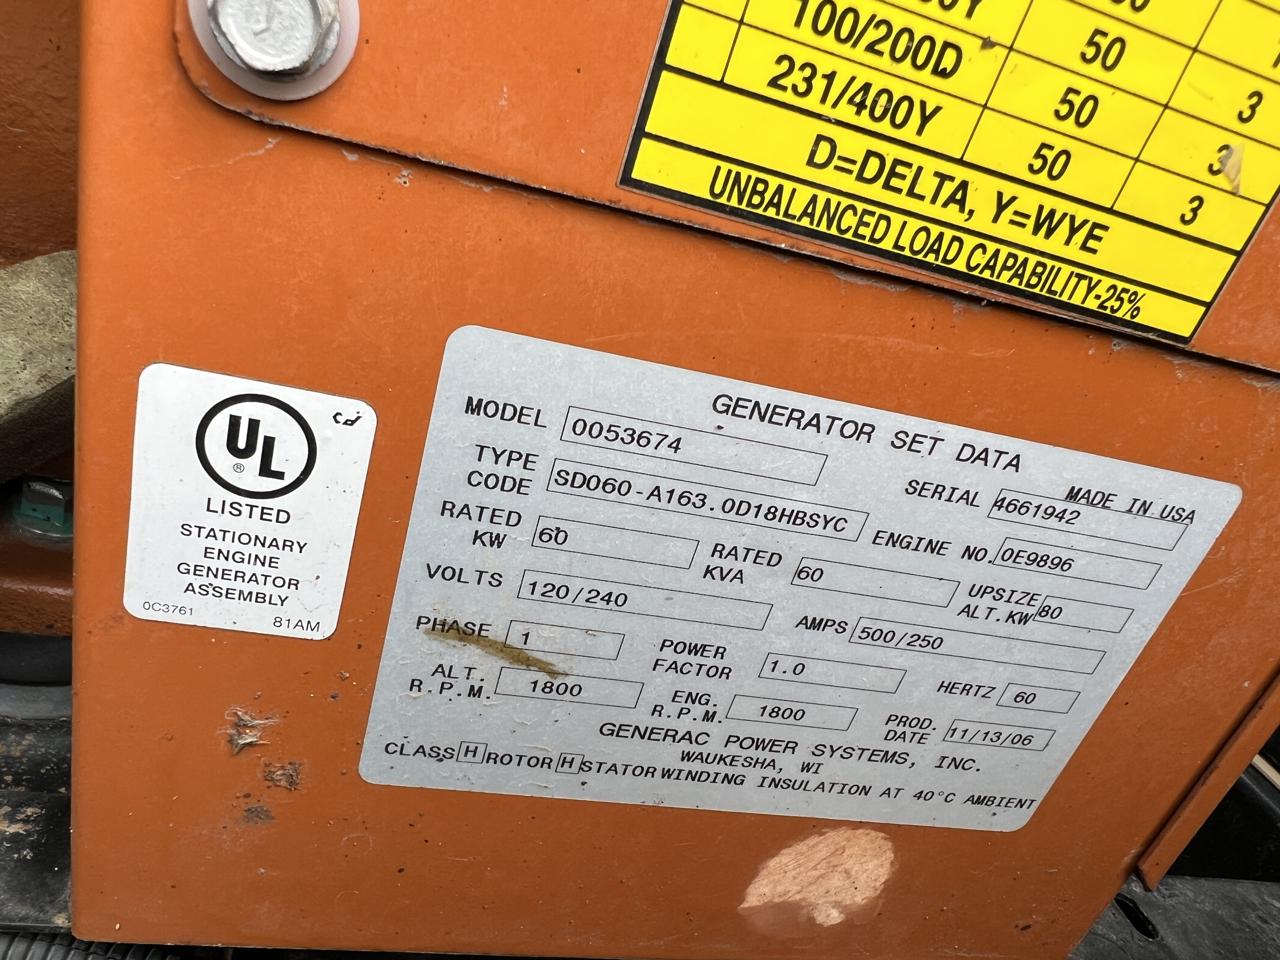 100/200D 50 3
231/400Y 50 3
50 3
D=DELTA, Y=WYE
UNBALANCED LOAD CAPABILITY-25%
UL
®
LISTED
STATIONARY
ENGINE
GENERATOR
ASSEMBLY
0C3761 81AM
GENERATOR SET DATA
MADE IN USA
MODEL 0053674 SERIAL 4661942
TYPE CODE SD060-A163.0D18HBSYC ENGINE NO. 0E9896
RATED KW 60 RATED KVA 60 UPSIZE ALT.KW 80
VOLTS 120/240 AMPS 500/250
PHASE 1 POWER FACTOR 1.0 HERTZ 60
ALT. R.P.M. 1800 ENG. R.P.M. 1800 PROD. DATE 11/13/06
GENERAC POWER SYSTEMS, INC.
WAUKESHA, WI
CLASS H ROTOR H STATOR WINDING INSULATION AT 40°C AMBIENT